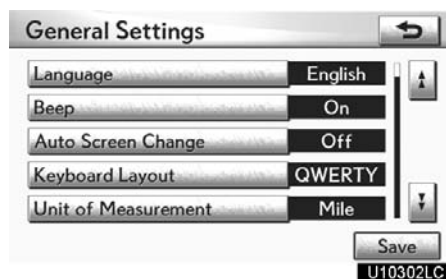 General Settings
Language English
Beep On
Auto Screen Change Off
Keyboard Layout QWERTY
Unit of Measurement Mile
Save
U10302LC